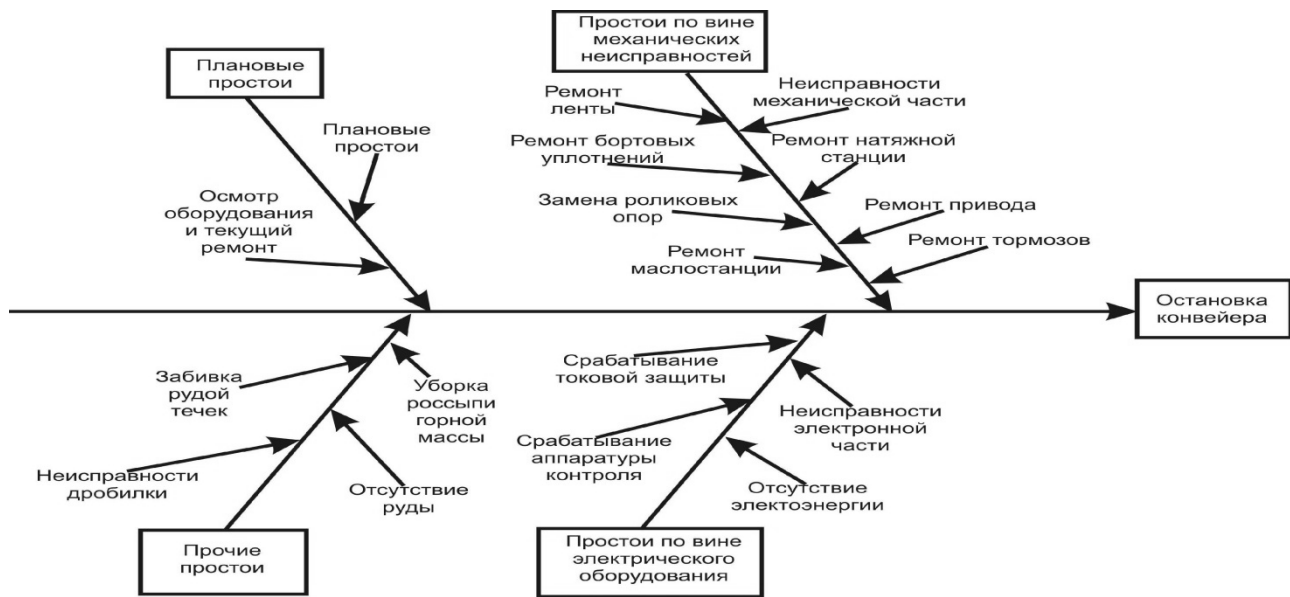 Плановые
простои
Плановые
простои
Осмотр
оборудования
и текущий
ремонт
Простои по вине
механических
неисправностей
Ремонт
ленты
Неисправности
механической части
Ремонт бортовых
уплотнений
Ремонт натяжной
станции
Замена роликовых
опор
Ремонт привода
Ремонт
маслостанции
Ремонт тормозов
Остановка
конвейера
Забивка
рудой
течек
Уборка
россыпи
горной
массы
Неисправности
дробилки
Отсутствие
руды
Прочие
простои
Срабатывание
токовой защиты
Неисправности
электронной
части
Срабатывание
аппаратуры
контроля
Отсутствие
электоэнергии
Простои по вине
электрического
оборудования